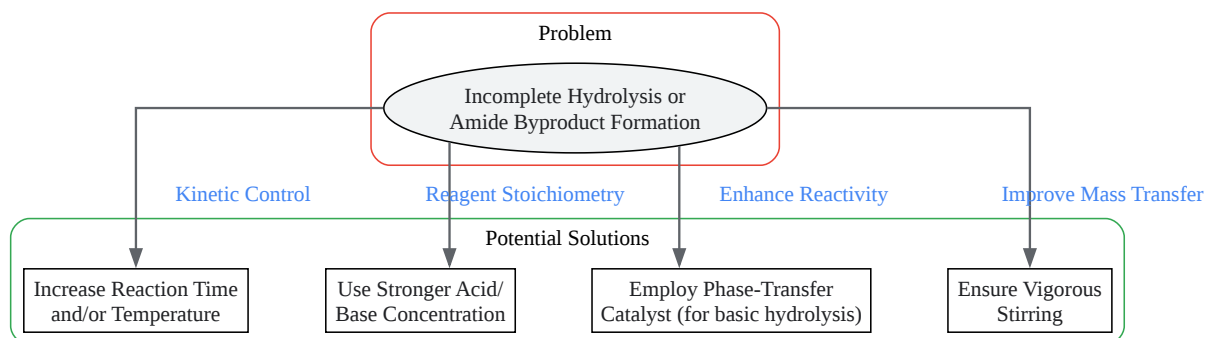 Problem
Incomplete Hydrolysis or
Amide Byproduct Formation
Kinetic Control
Reagent Stoichiometry
Enhance Reactivity
Improve Mass Transfer
Potential Solutions
Increase Reaction Time
and/or Temperature
Use Stronger Acid/
Base Concentration
Employ Phase-Transfer
Catalyst (for basic hydrolysis)
Ensure Vigorous
Stirring